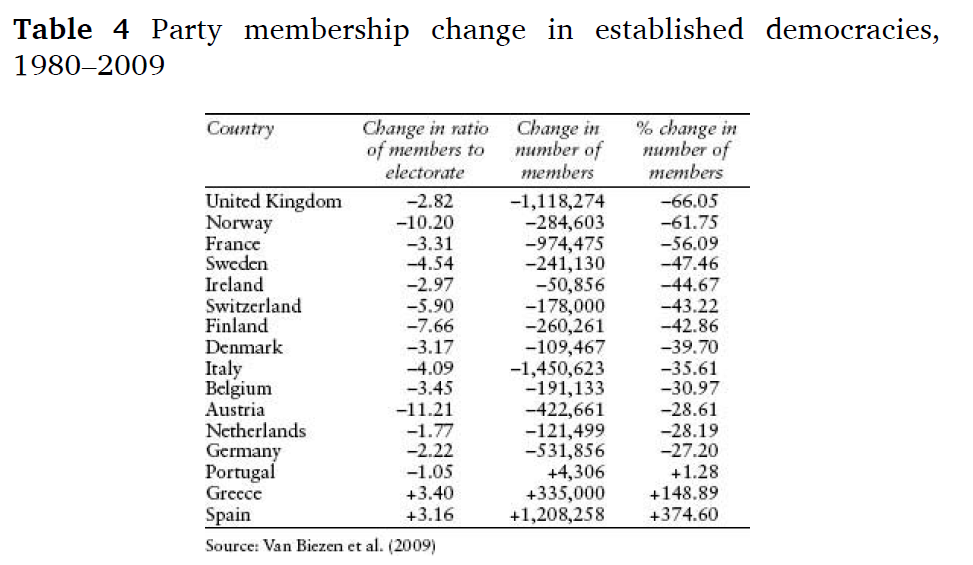 Table 4 Party membership change in established democracies,
1980–2009
Country Change in ratio of members to electorate Change in number of members % change in number of members
United Kingdom −2.82 −1,118,274 −66.05
Norway −10.20 −284,603 −61.75
France −3.31 −974,475 −56.09
Sweden −4.54 −241,130 −47.46
Ireland −2.97 −50,856 −44.67
Switzerland −5.90 −178,000 −43.22
Finland −7.66 −260,261 −42.86
Denmark −3.17 −109,467 −39.70
Italy −4.09 −1,450,623 −35.61
Belgium −3.45 −191,133 −30.97
Austria −11.21 −422,661 −28.61
Netherlands −1.77 −121,499 −28.19
Germany −2.22 −531,856 −27.20
Portugal −1.05 +4,306 +1.28
Greece +3.40 +335,000 +148.89
Spain +3.16 +1,208,258 +374.60
Source: Van Biezen et al. (2009)